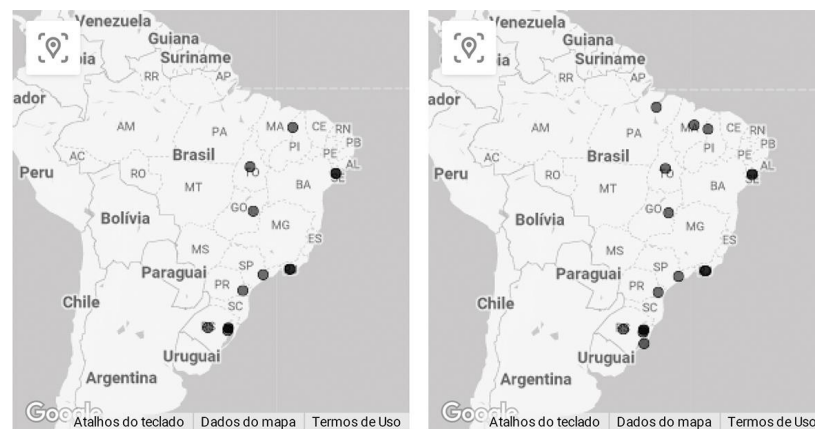 Venezuela
Guiana
Suriname
RR
AP
AM
PA
MA
CE
RN
PB
PI
PE
AL
SE
AC
RO
TO
BA
Brasil
Peru
MT
GO
Bolívia
MG
ES
MS
SP
Paraguai
PR
SC
Chile
Uruguai
Argentina
Google
Atalhos do teclado
Dados do mapa
Termos de Uso
Venezuela
Guiana
Suriname
RR
AP
ador
AM
PA
MA
CE
RN
PB
PI
PE
AL
SE
AC
RO
TO
BA
Brasil
Peru
MT
GO
Bolívia
MG
ES
MS
SP
Paraguai
PR
SC
Chile
Uruguai
Argentina
Google
Atalhos do teclado
Dados do mapa
Termos de Uso